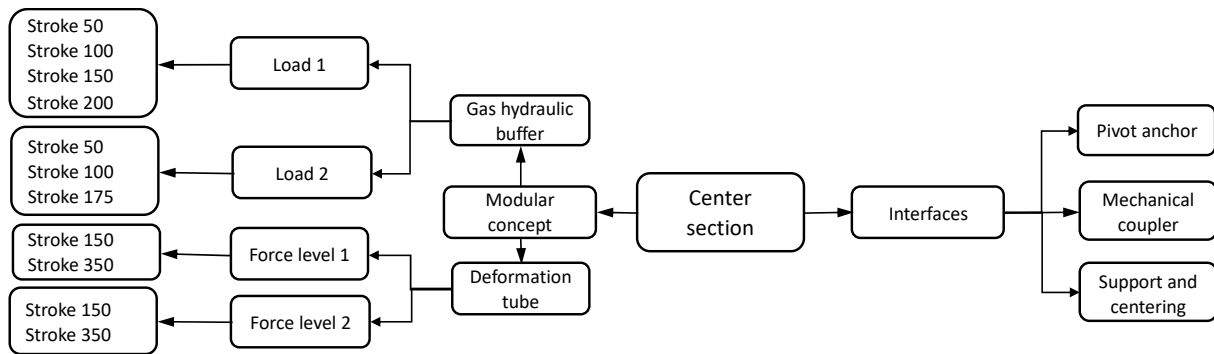 Stroke 50
Stroke 100
Stroke 150
Stroke 200
Load 1
Stroke 50
Stroke 100
Stroke 175
Load 2
Gas hydraulic
buffer
Modular
concept
Stroke 150
Stroke 350
Force level 1
Stroke 150
Stroke 350
Force level 2
Deformation
tube
Center
section
Interfaces
Pivot anchor
Mechanical
coupler
Support and
centering